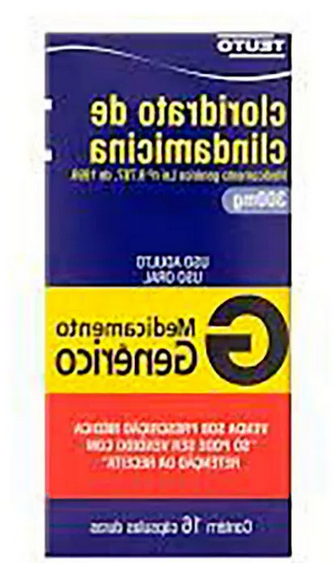 TEUTO
cloridrato de
clindamicina
Medicamento genérico Lei nº 9.787, de 1999
300mg
USO ADULTO
USO ORAL
G
Medicamento
Genérico
VENDA SOB PRESCRIÇÃO MÉDICA
"SÓ PODE SER VENDIDO COM
RETENÇÃO DA RECEITA"
Contém 16 cápsulas duras